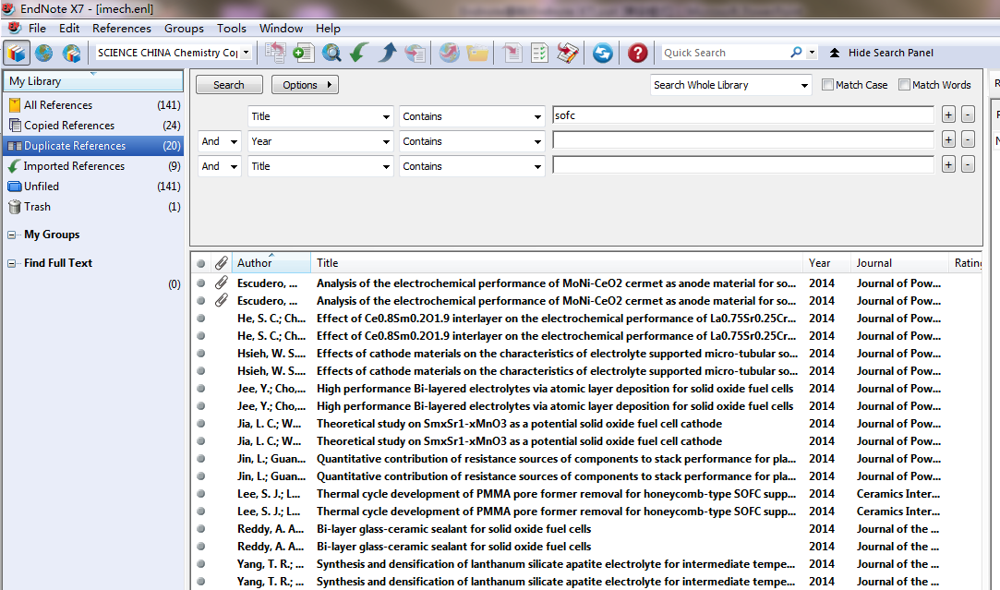 EndNote X7 - [imech.enl]
File Edit References Groups Tools Window Help
SCIENCE CHINA Chemistry Co Quick Search Hide Search Panel
My Library
All References (141)
Copied References (24)
Duplicate References (20)
Imported References (9)
Unfiled (141)
Trash (1)
My Groups
Find Full Text
(0)
Search Options Search Whole Library Match Case Match Words
Title Contains sofc + -
And Year Contains + -
And Title Contains + -
Author Title Year Journal Rating
Escudero, ... Analysis of the electrochemical performance of MoNi-CeO2 cermet as anode material for so... 2014 Journal of Pow...
Escudero, ... Analysis of the electrochemical performance of MoNi-CeO2 cermet as anode material for so... 2014 Journal of Pow...
He, S. C.; Ch... Effect of Ce0.8Sm0.2O1.9 interlayer on the electrochemical performance of La0.75Sr0.25Cr... 2014 Journal of Pow...
He, S. C.; Ch... Effect of Ce0.8Sm0.2O1.9 interlayer on the electrochemical performance of La0.75Sr0.25Cr... 2014 Journal of Pow...
Hsieh, W. S.... Effects of cathode materials on the characteristics of electrolyte supported micro-tubular so... 2014 Journal of Pow...
Hsieh, W. S.... Effects of cathode materials on the characteristics of electrolyte supported micro-tubular so... 2014 Journal of Pow...
Jee, Y.; Cho,... High performance Bi-layered electrolytes via atomic layer deposition for solid oxide fuel cells 2014 Journal of Pow...
Jee, Y.; Cho,... High performance Bi-layered electrolytes via atomic layer deposition for solid oxide fuel cells 2014 Journal of Pow...
Jia, L. C.; W... Theoretical study on SmxSr1-xMnO3 as a potential solid oxide fuel cell cathode 2014 Journal of Pow...
Jia, L. C.; W... Theoretical study on SmxSr1-xMnO3 as a potential solid oxide fuel cell cathode 2014 Journal of Pow...
Jin, L.; Guan... Quantitative contribution of resistance sources of components to stack performance for pla... 2014 Journal of Pow...
Jin, L.; Guan... Quantitative contribution of resistance sources of components to stack performance for pla... 2014 Journal of Pow...
Lee, S. J.; L... Thermal cycle development of PMMA pore former removal for honeycomb-type SOFC supp... 2014 Ceramics Inter...
Lee, S. J.; L... Thermal cycle development of PMMA pore former removal for honeycomb-type SOFC supp... 2014 Ceramics Inter...
Reddy, A. A... Bi-layer glass-ceramic sealant for solid oxide fuel cells 2014 Journal of the ...
Reddy, A. A... Bi-layer glass-ceramic sealant for solid oxide fuel cells 2014 Journal of the ...
Yang, T. R.; ... Synthesis and densification of lanthanum silicate apatite electrolyte for intermediate tempe... 2014 Journal of the ...
Yang, T. R.; ... Synthesis and densification of lanthanum silicate apatite electrolyte for intermediate tempe... 2014 Journal of the ...